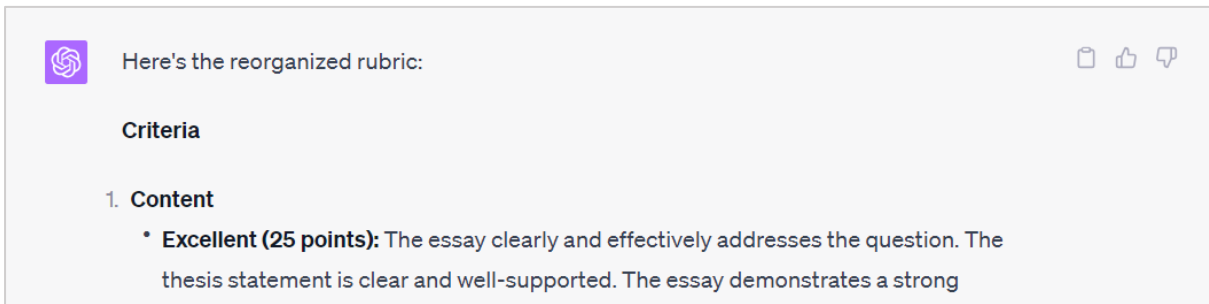 Here's the reorganized rubric:
Criteria
1. Content
• Excellent (25 points): The essay clearly and effectively addresses the question. The
thesis statement is clear and well-supported. The essay demonstrates a strong